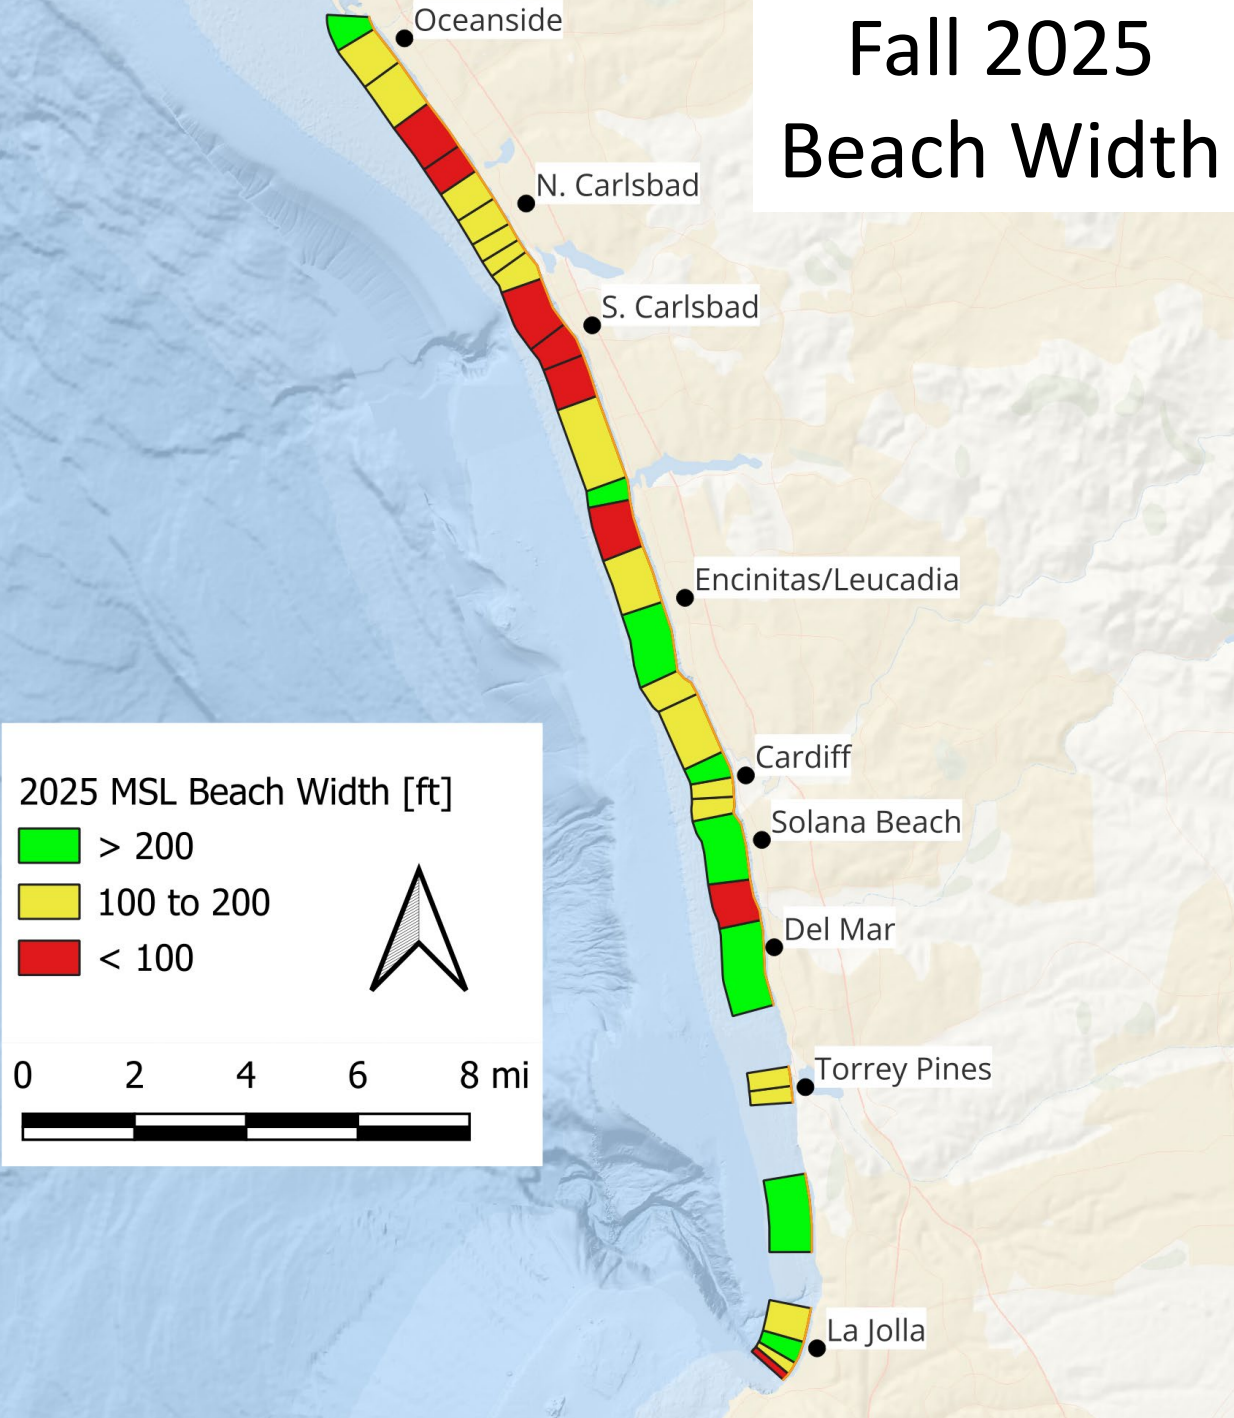 Fall 2025
Beach Width
Oceanside
N. Carlsbad
S. Carlsbad
Encinitas/Leucadia
Cardiff
Solana Beach
Del Mar
Torrey Pines
La Jolla
2025 MSL Beach Width [ft]
> 200
100 to 200
< 100
0 2 4 6 8 mi